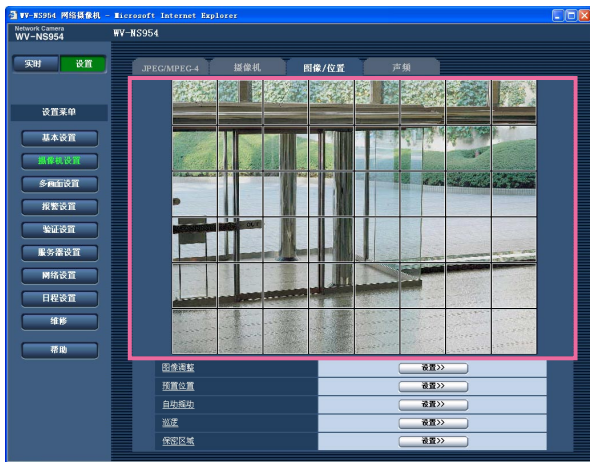 WV-NS954 网络摄像机 - Microsoft Internet Explorer
Network Camera
WV-NS954
WV-NS954
实时
设置
JPEG/MPEG-4
摄像机
图像/位置
声频
设置菜单
基本设置
摄像机设置
多画面设置
报警设置
验证设置
服务器设置
网络设置
日程设置
维修
帮助
图像调整
设置>>
预置位置
设置>>
自动摇动
设置>>
巡逻
设置>>
保密区域
设置>>